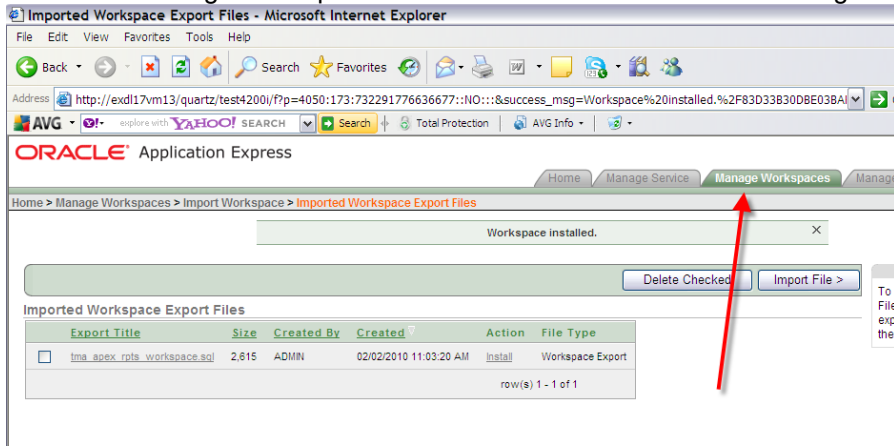 Imported Workspace Export Files - Microsoft Internet Explorer
File Edit View Favorites Tools Help
Back Search Favorites
Address http://exdl17vm13/quartz/test4200i/f?p=4050:173:732291776636677::NO:::&success_msg=Workspace%20installed.%2F83D33B30DBE03BA
AVG explore with YAHOO! SEARCH Search Total Protection AVG Info
ORACLE Application Express
Home Manage Service Manage Workspaces Manage
Home > Manage Workspaces > Import Workspace > Imported Workspace Export Files
Workspace installed.
Delete Checked Import File >
To
File
exp
the
Imported Workspace Export Files
Export Title Size Created By Created Action File Type
tma_apex_rpts_workspace.sql 2,615 ADMIN 02/02/2010 11:03:20 AM Install Workspace Export
row(s) 1 - 1 of 1